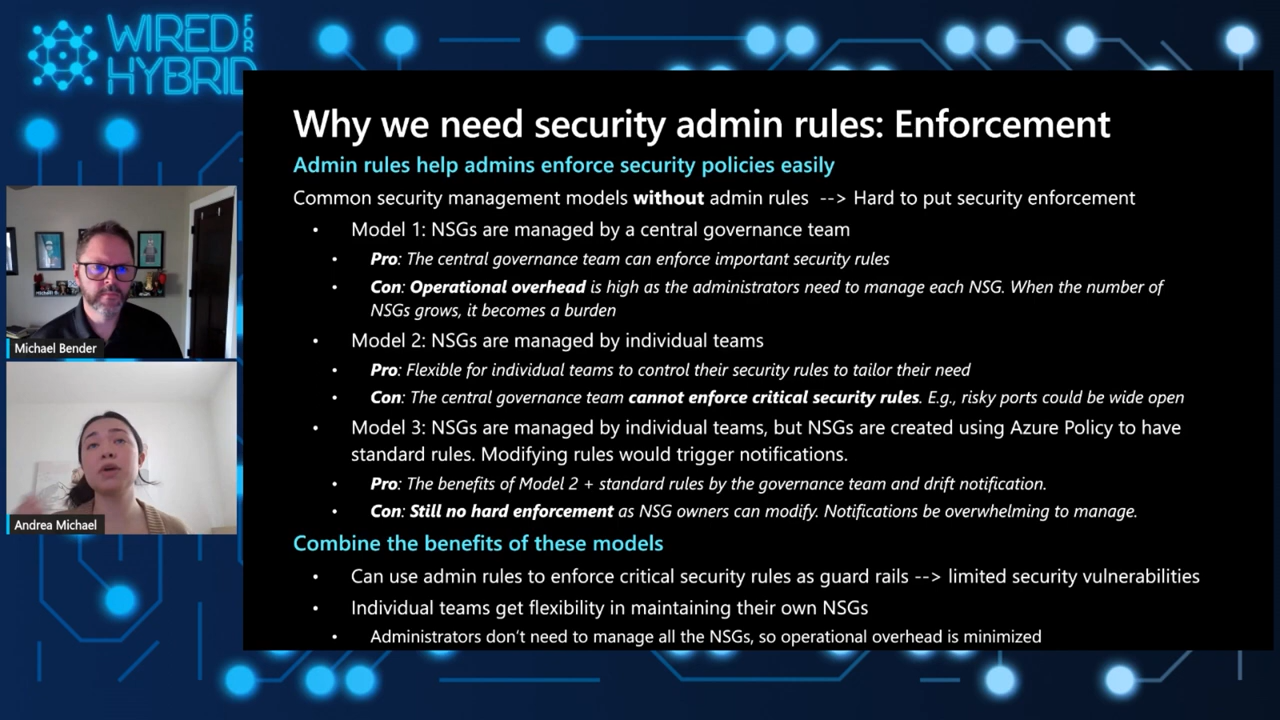 WIRED FOR
HYBRID
Why we need security admin rules: Enforcement
Admin rules help admins enforce security policies easily
Common security management models without admin rules --> Hard to put security enforcement
• Model 1: NSGs are managed by a central governance team
• Pro: The central governance team can enforce important security rules
• Con: Operational overhead is high as the administrators need to manage each NSG. When the number of
NSGs grows, it becomes a burden
• Model 2: NSGs are managed by individual teams
• Pro: Flexible for individual teams to control their security rules to tailor their need
• Con: The central governance team cannot enforce critical security rules. E.g., risky ports could be wide open
• Model 3: NSGs are managed by individual teams, but NSGs are created using Azure Policy to have
standard rules. Modifying rules would trigger notifications.
• Pro: The benefits of Model 2 + standard rules by the governance team and drift notification.
• Con: Still no hard enforcement as NSG owners can modify. Notifications be overwhelming to manage.
Combine the benefits of these models
• Can use admin rules to enforce critical security rules as guard rails --> limited security vulnerabilities
• Individual teams get flexibility in maintaining their own NSGs
• Administrators don't need to manage all the NSGs, so operational overhead is minimized
Michael Bender
Andrea Michael